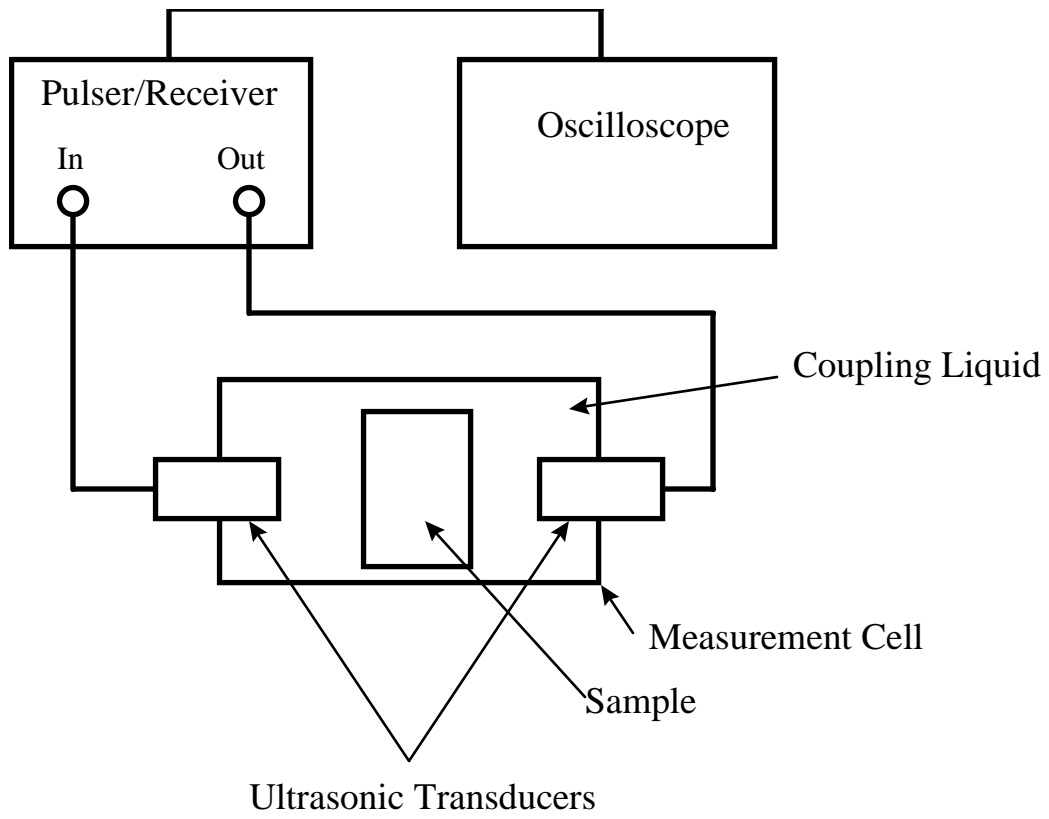 Pulser/Receiver
Oscilloscope
In
Out
Coupling Liquid
Measurement Cell
Sample
Ultrasonic Transducers